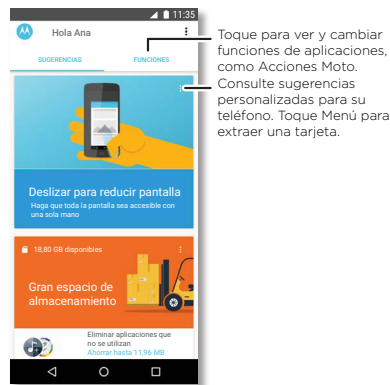 11:35
Hola Ana
SUGERENCIAS
FUNCIONES
Deslizar para reducir pantalla
Haga que toda la pantalla sea accesible con
una sola mano
18,80 GB disponibles
Gran espacio de
almacenamiento
Eliminar aplicaciones que
no se utilizan
Ahorrar hasta 11,96 MB
Toque para ver y cambiar
funciones de aplicaciones,
como Acciones Moto.
Consulte sugerencias
personalizadas para su
teléfono. Toque Menú para
extraer una tarjeta.